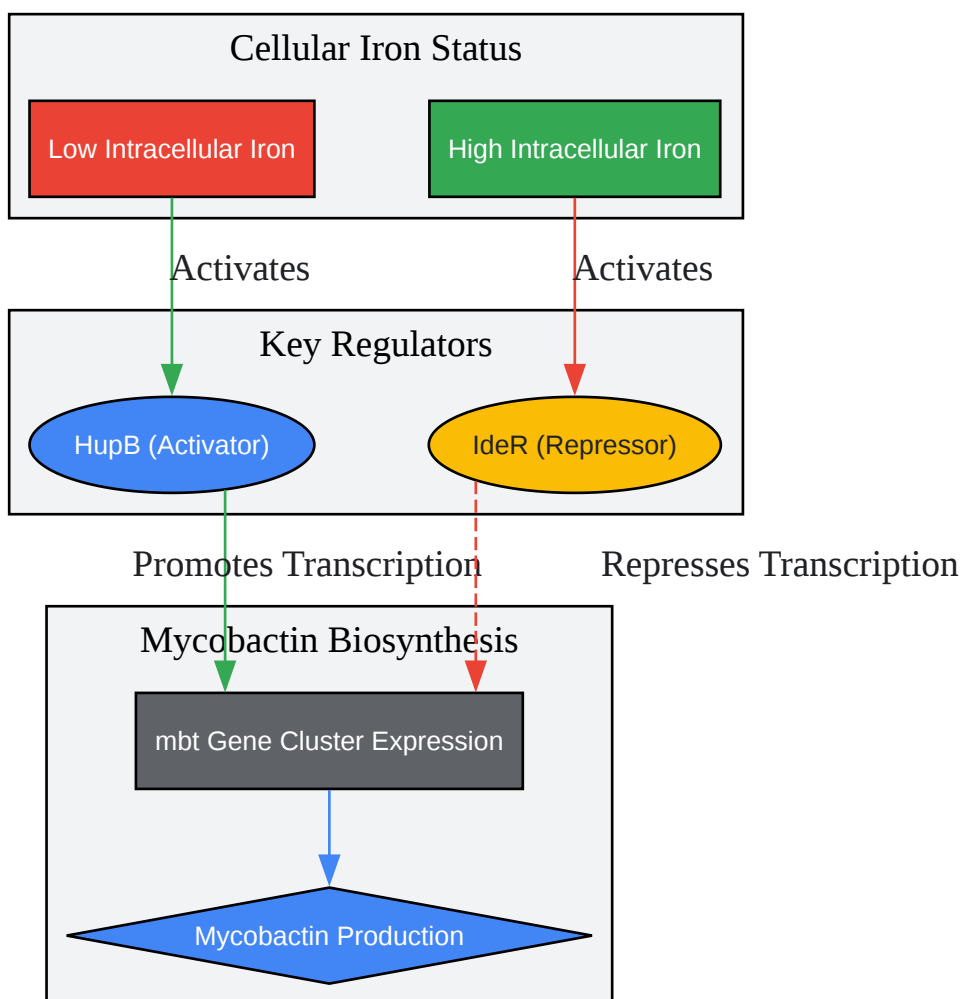 Cellular Iron Status
Low Intracellular Iron
High Intracellular Iron
Activates
Activates
Key Regulators
HupB (Activator)
IdeR (Repressor)
Promotes Transcription
Represses Transcription
Mycobactin Biosynthesis
mbt Gene Cluster Expression
Mycobactin Production